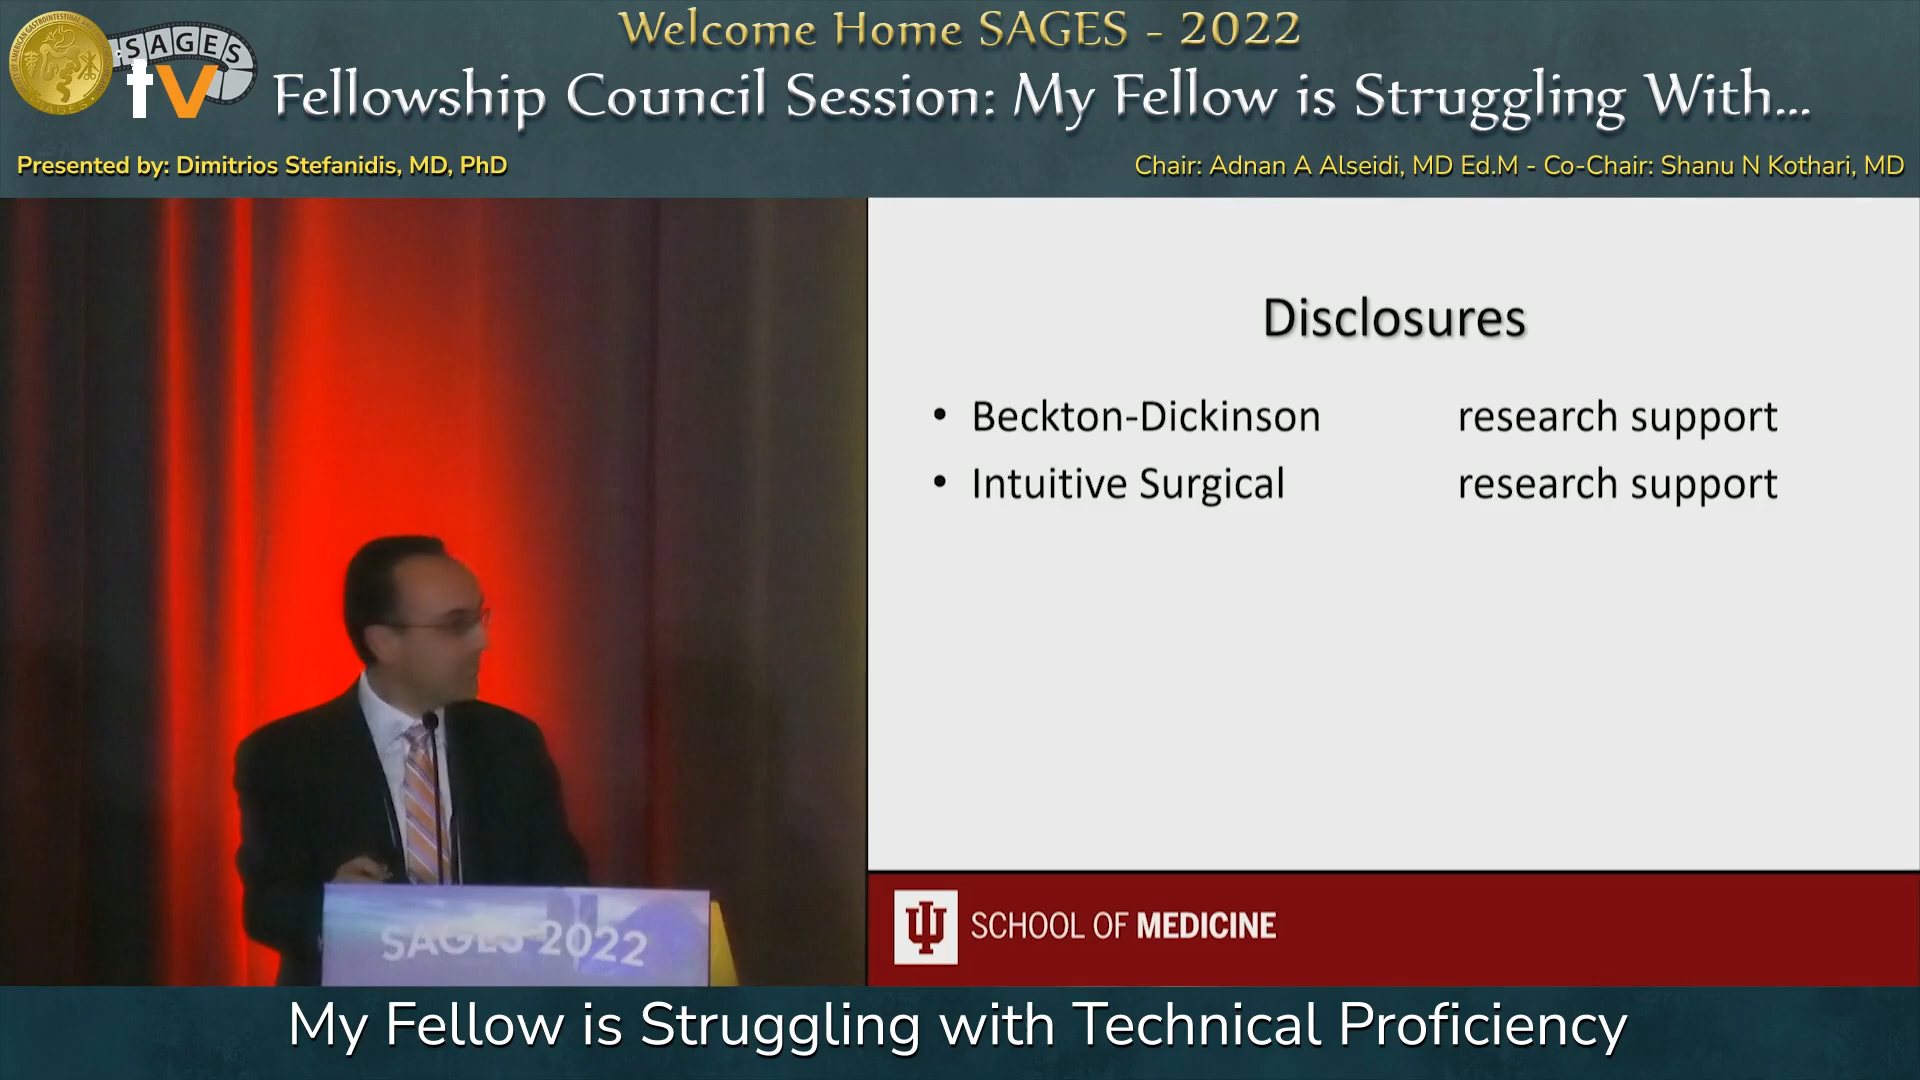 Welcome Home SAGES - 2022
SAGES
tv
Fellowship Council Session: My Fellow is Struggling With...
Presented by: Dimitrios Stefanidis, MD, PhD
Chair: Adnan A Alseidi, MD Ed.M - Co-Chair: Shanu N Kothari, MD
Disclosures
• Beckton-Dickinson research support
• Intuitive Surgical research support
SCHOOL OF MEDICINE
SAGES 2022
My Fellow is Struggling with Technical Proficiency